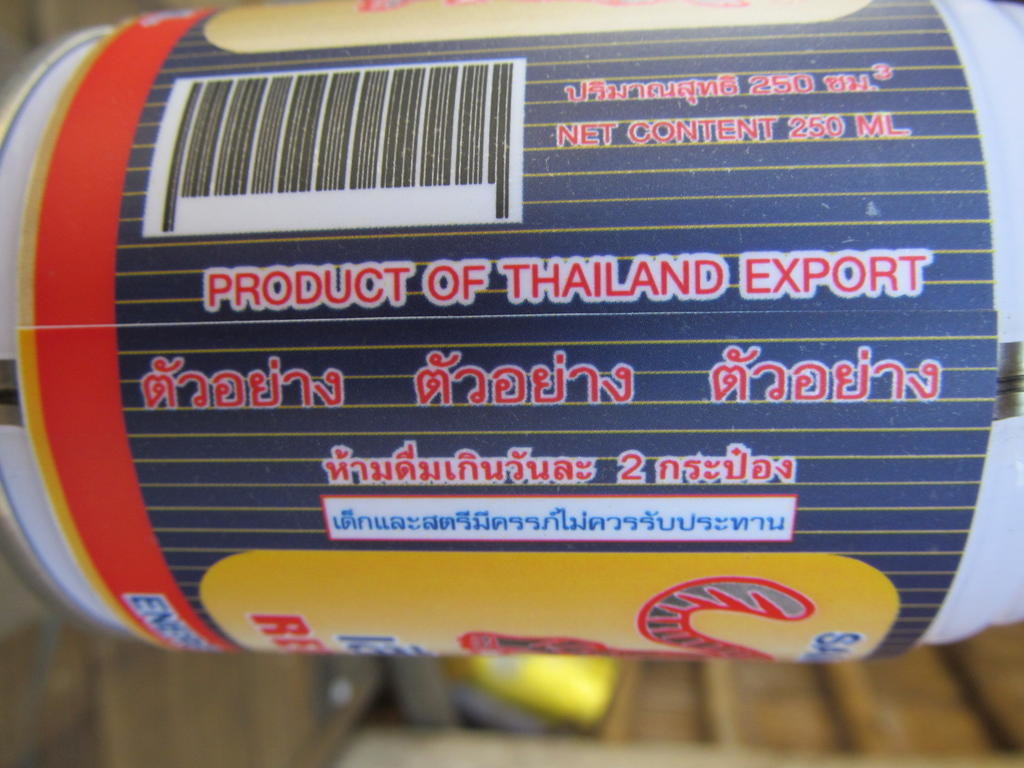 ปริมาณสุทธิ 250 ซม.³
NET CONTENT 250 ML.
PRODUCT OF THAILAND EXPORT
ตัวอย่าง ตัวอย่าง ตัวอย่าง
ห้ามดื่มเกินวันละ 2 กระป๋อง
เด็กและสตรีมีครรภ์ไม่ควรรับประทาน